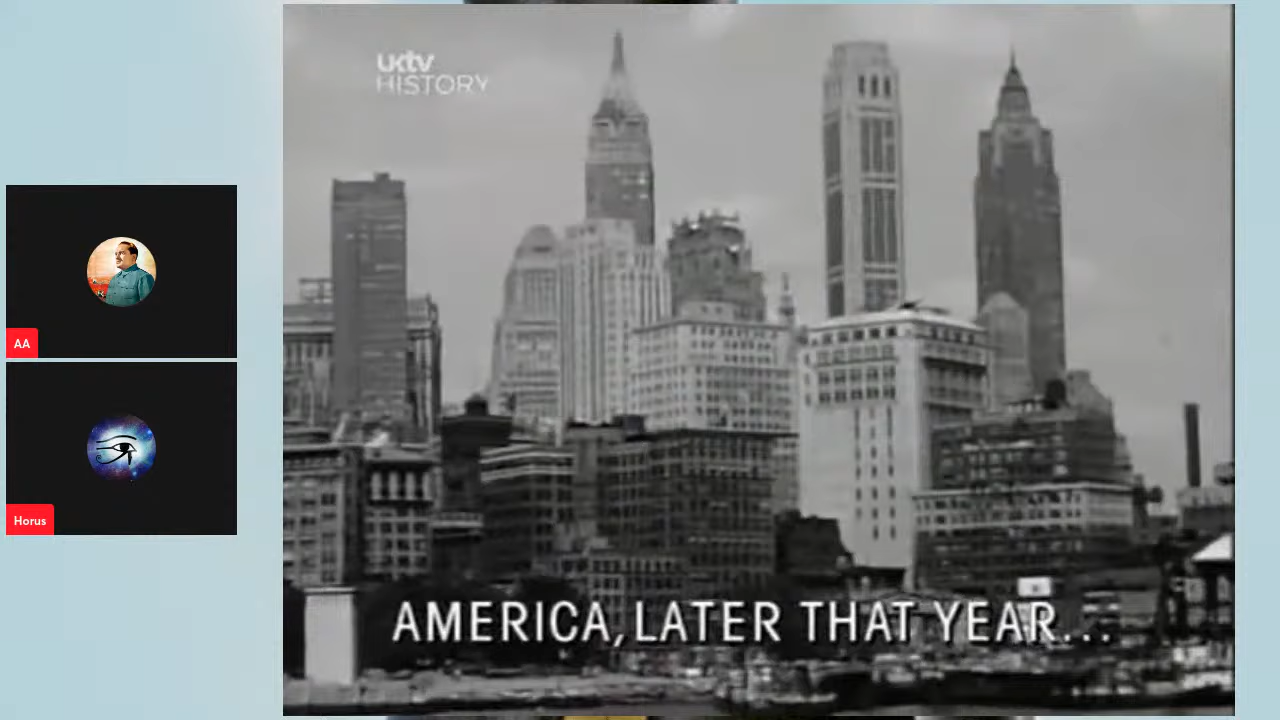 uktv
HISTORY
AA
Horus
AMERICA, LATER THAT YEAR...